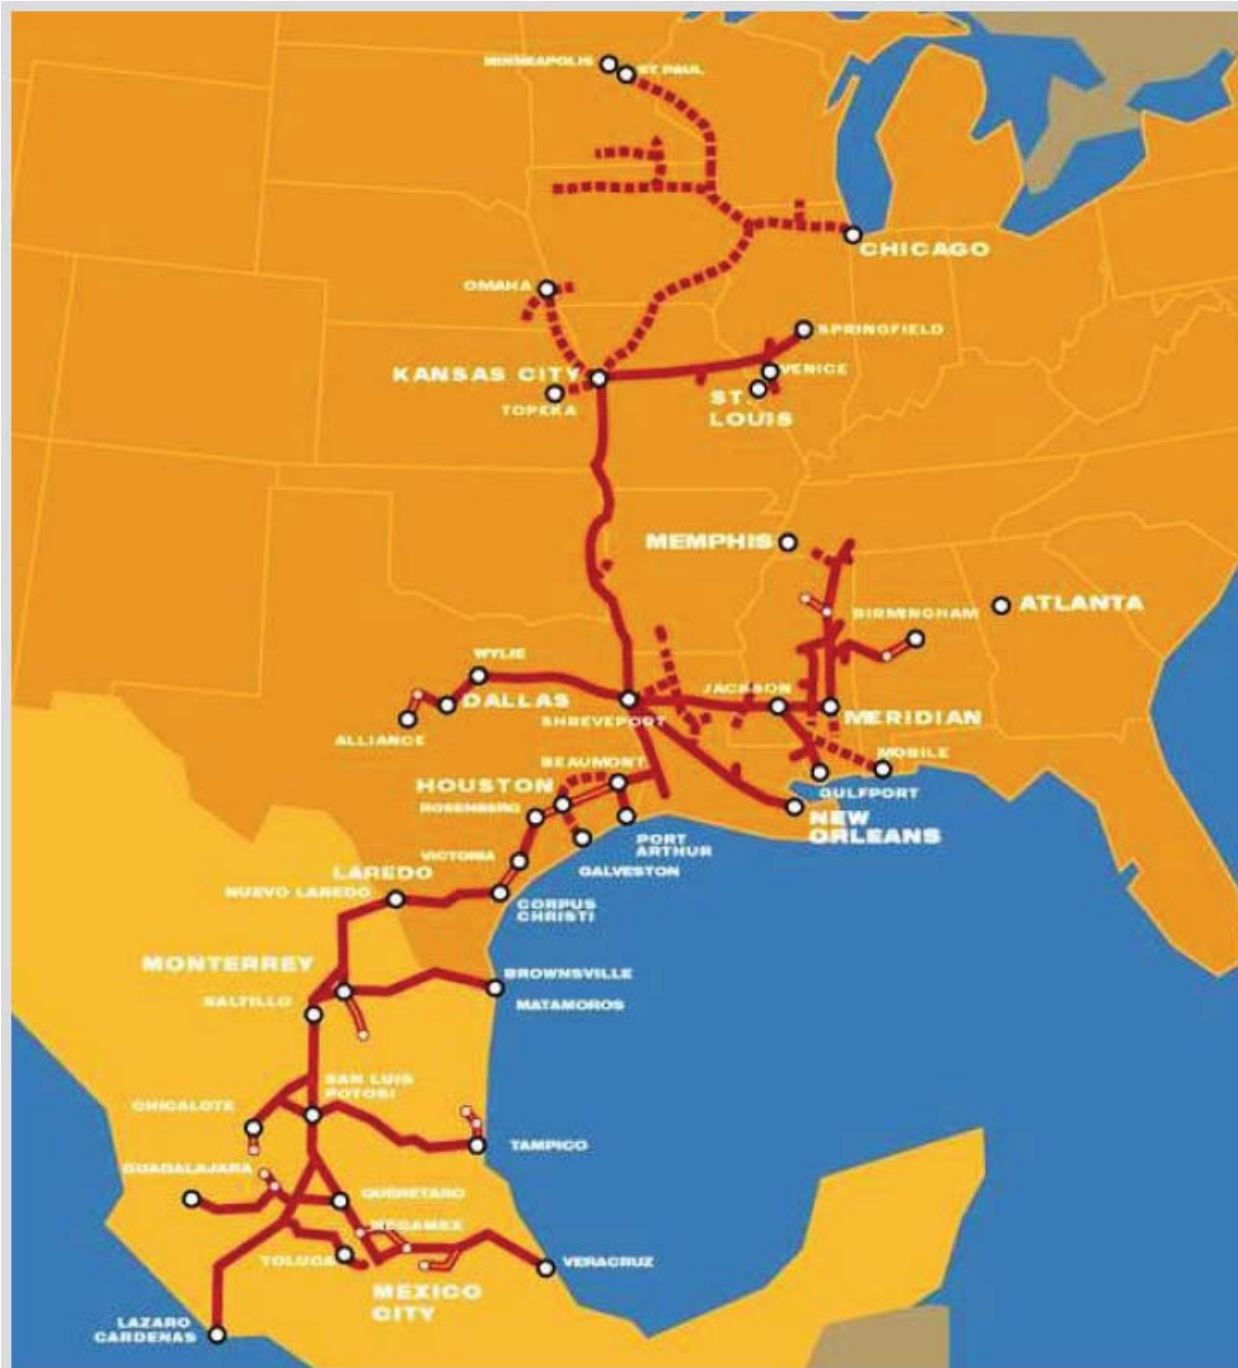 MINNEAPOLIS
ST PAUL
CHICAGO
OMAHA
SPRINGFIELD
KANSAS CITY
VENICE
TOPEKA
ST.
LOUIS
MEMPHIS
ATLANTA
BIRMINGHAM
WYLIE
DALLAS
JACKSON
SHREVEPORT
MERIDIAN
ALLIANCE
MOBILE
BEAUMONT
HOUSTON
GULFPORT
ROSENBERG
NEW
ORLEANS
PORT
ARTHUR
VICTORIA
GALVESTON
LAREDO
NUEVO LAREDO
CORPUS
CHRISTI
MONTERREY
BROWNSVILLE
SALTILLO
MATAMOROS
SAN LUIS
POTOSI
CHICALOTE
TAMPICO
GUADALAJARA
QUERETARO
REGAMEX
TOLUCA
VERACRUZ
MEXICO
CITY
LAZARO
CARDENAS